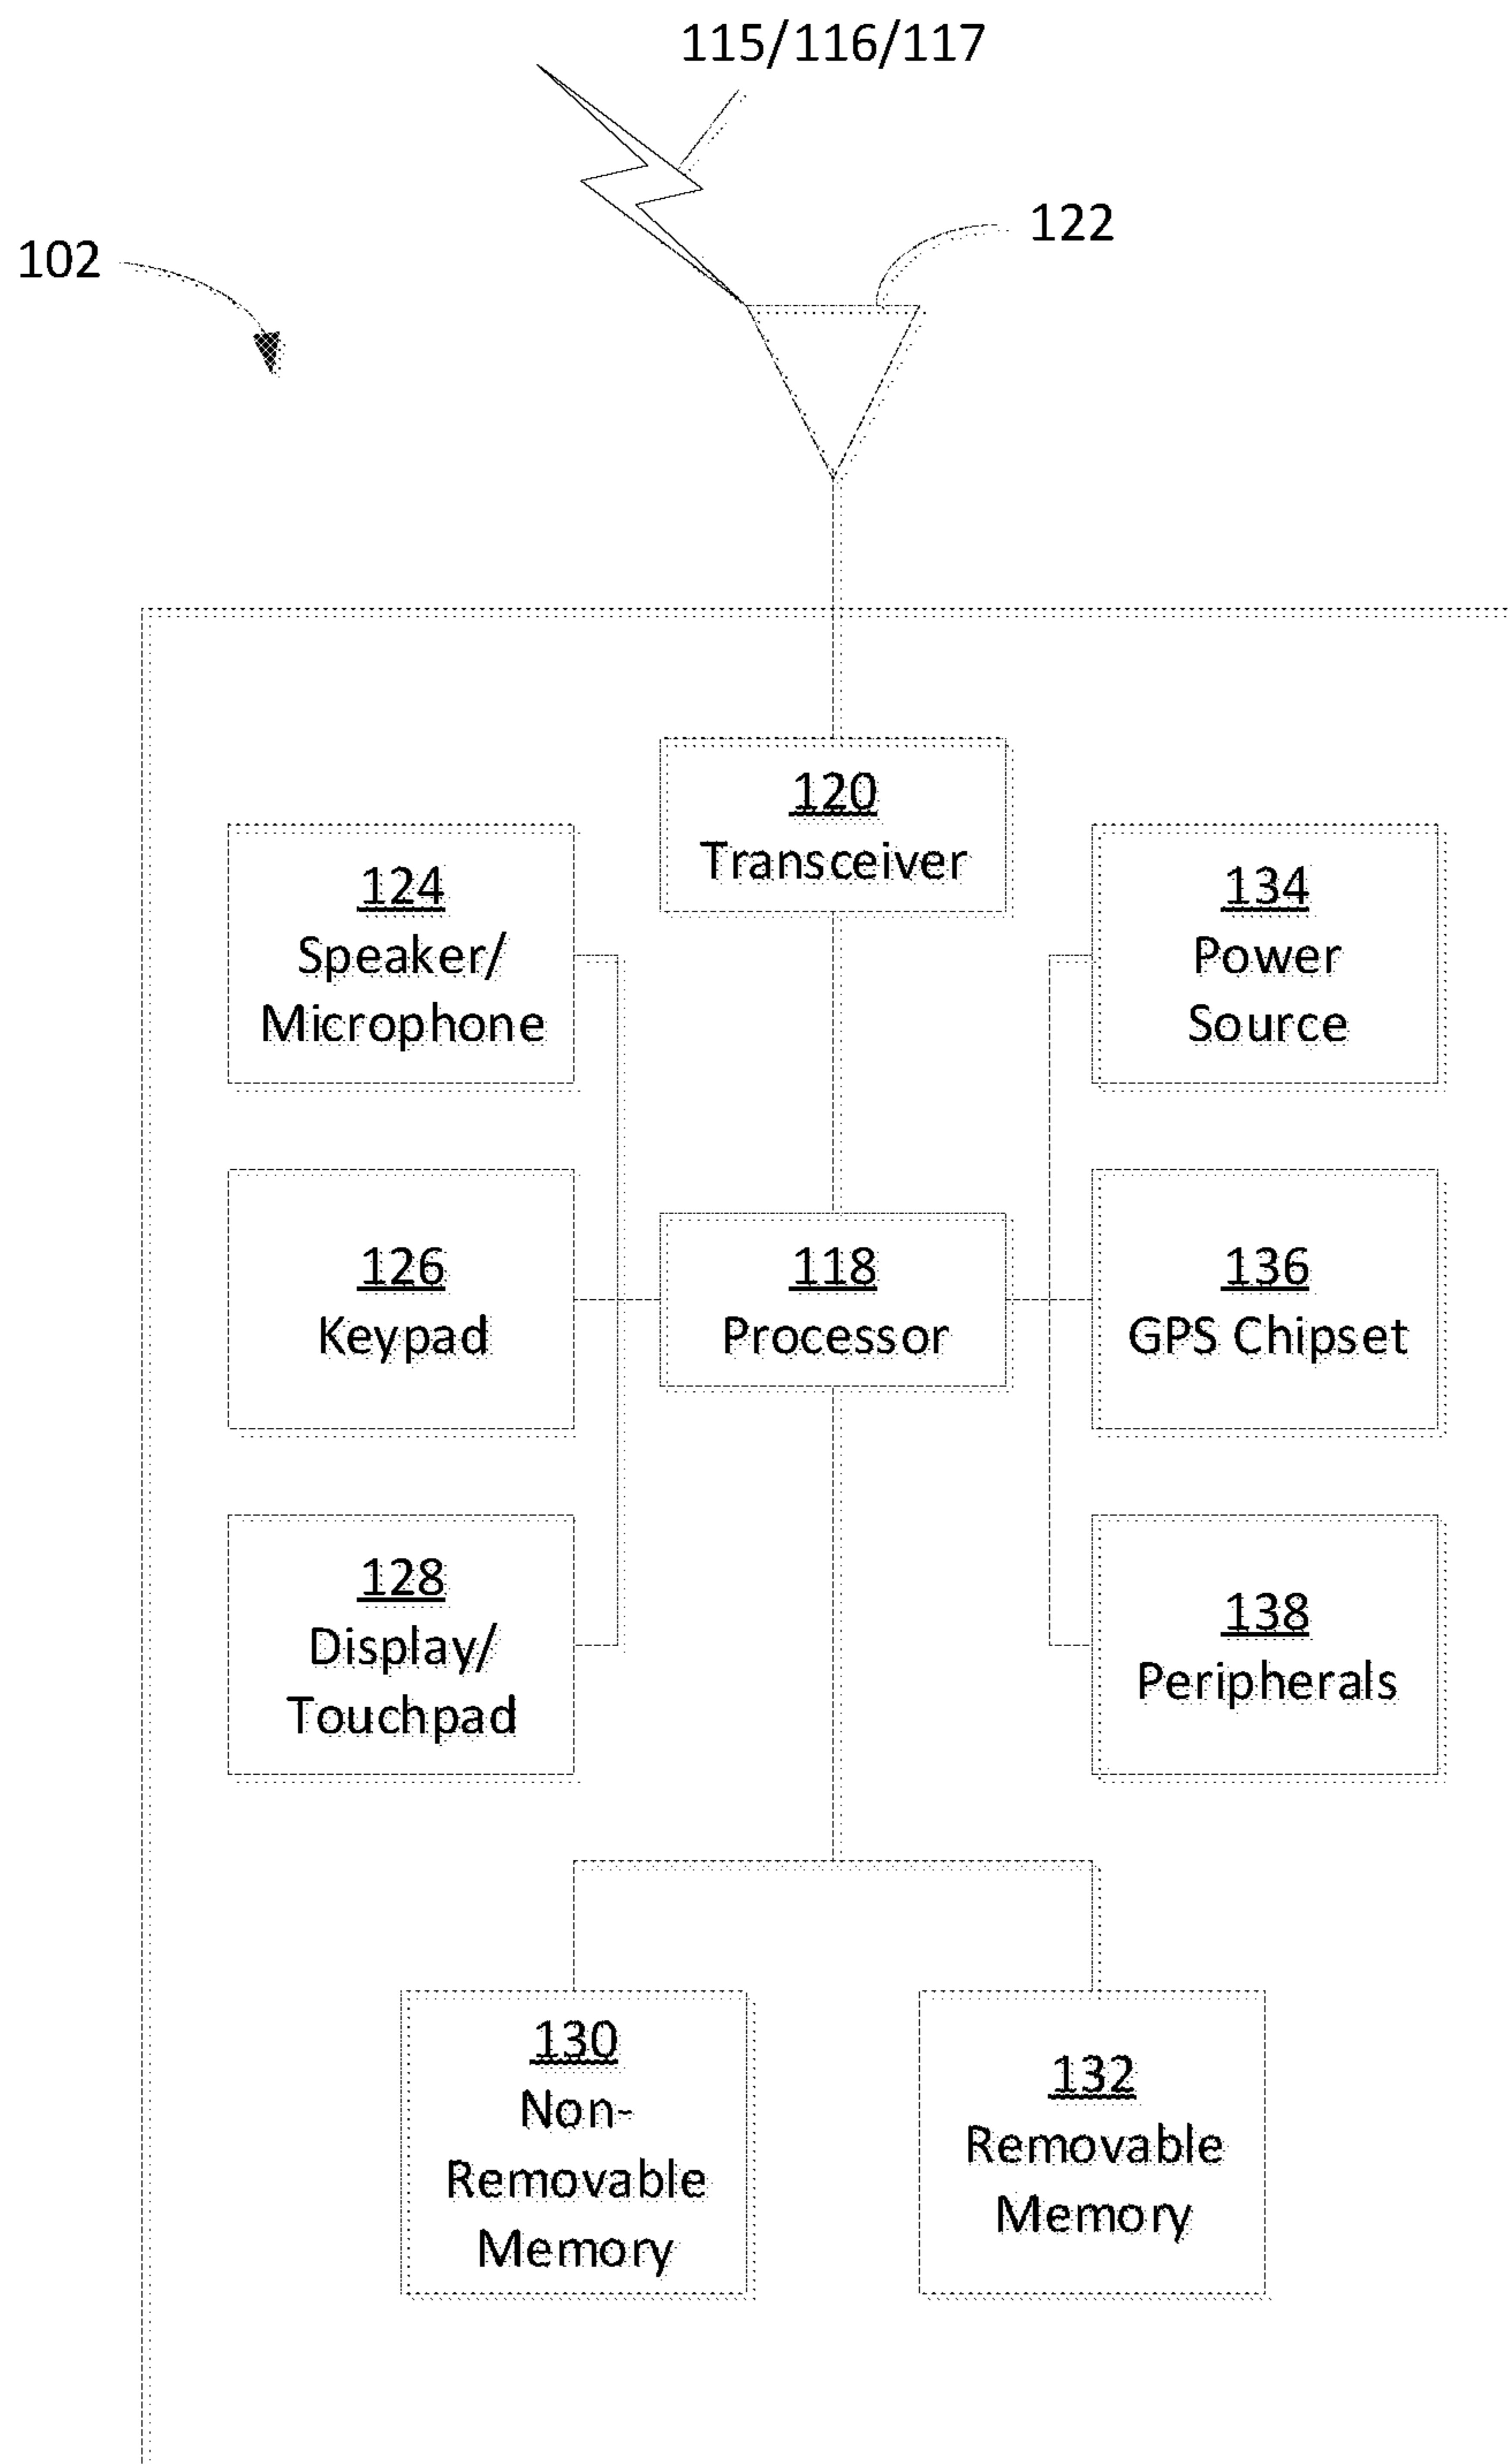 115/116/117
122
102
120
Transceiver
124
Speaker/
Microphone
134
Power
Source
126
Keypad
118
Processor
136
GPS Chipset
128
Display/
Touchpad
138
Peripherals
130
Non-
Removable
Memory
132
Removable
Memory